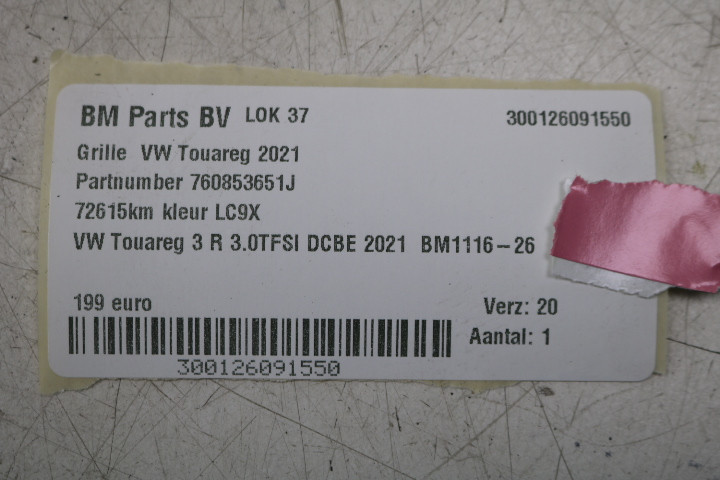 BM Parts BV LOK 37 300126091550
Grille VW Touareg 2021
Partnumber 760853651J
72615km kleur LC9X
VW Touareg 3 R 3.0TFSI DCBE 2021 BM1116-26
199 euro Verz: 20
Aantal: 1
300126091550